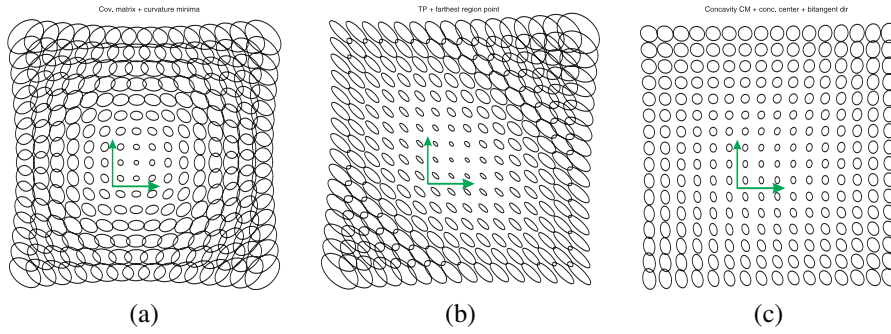 Cov. matrix + curvature minima
TP + farthest region point
Concavity CM + conc. center + bitangent dir
(a)
(b)
(c)